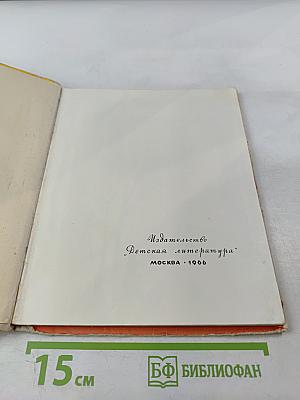 Издательство
„Детская литература"
МОСКВА · 1966
15 см
БФ БИБЛИОФАН